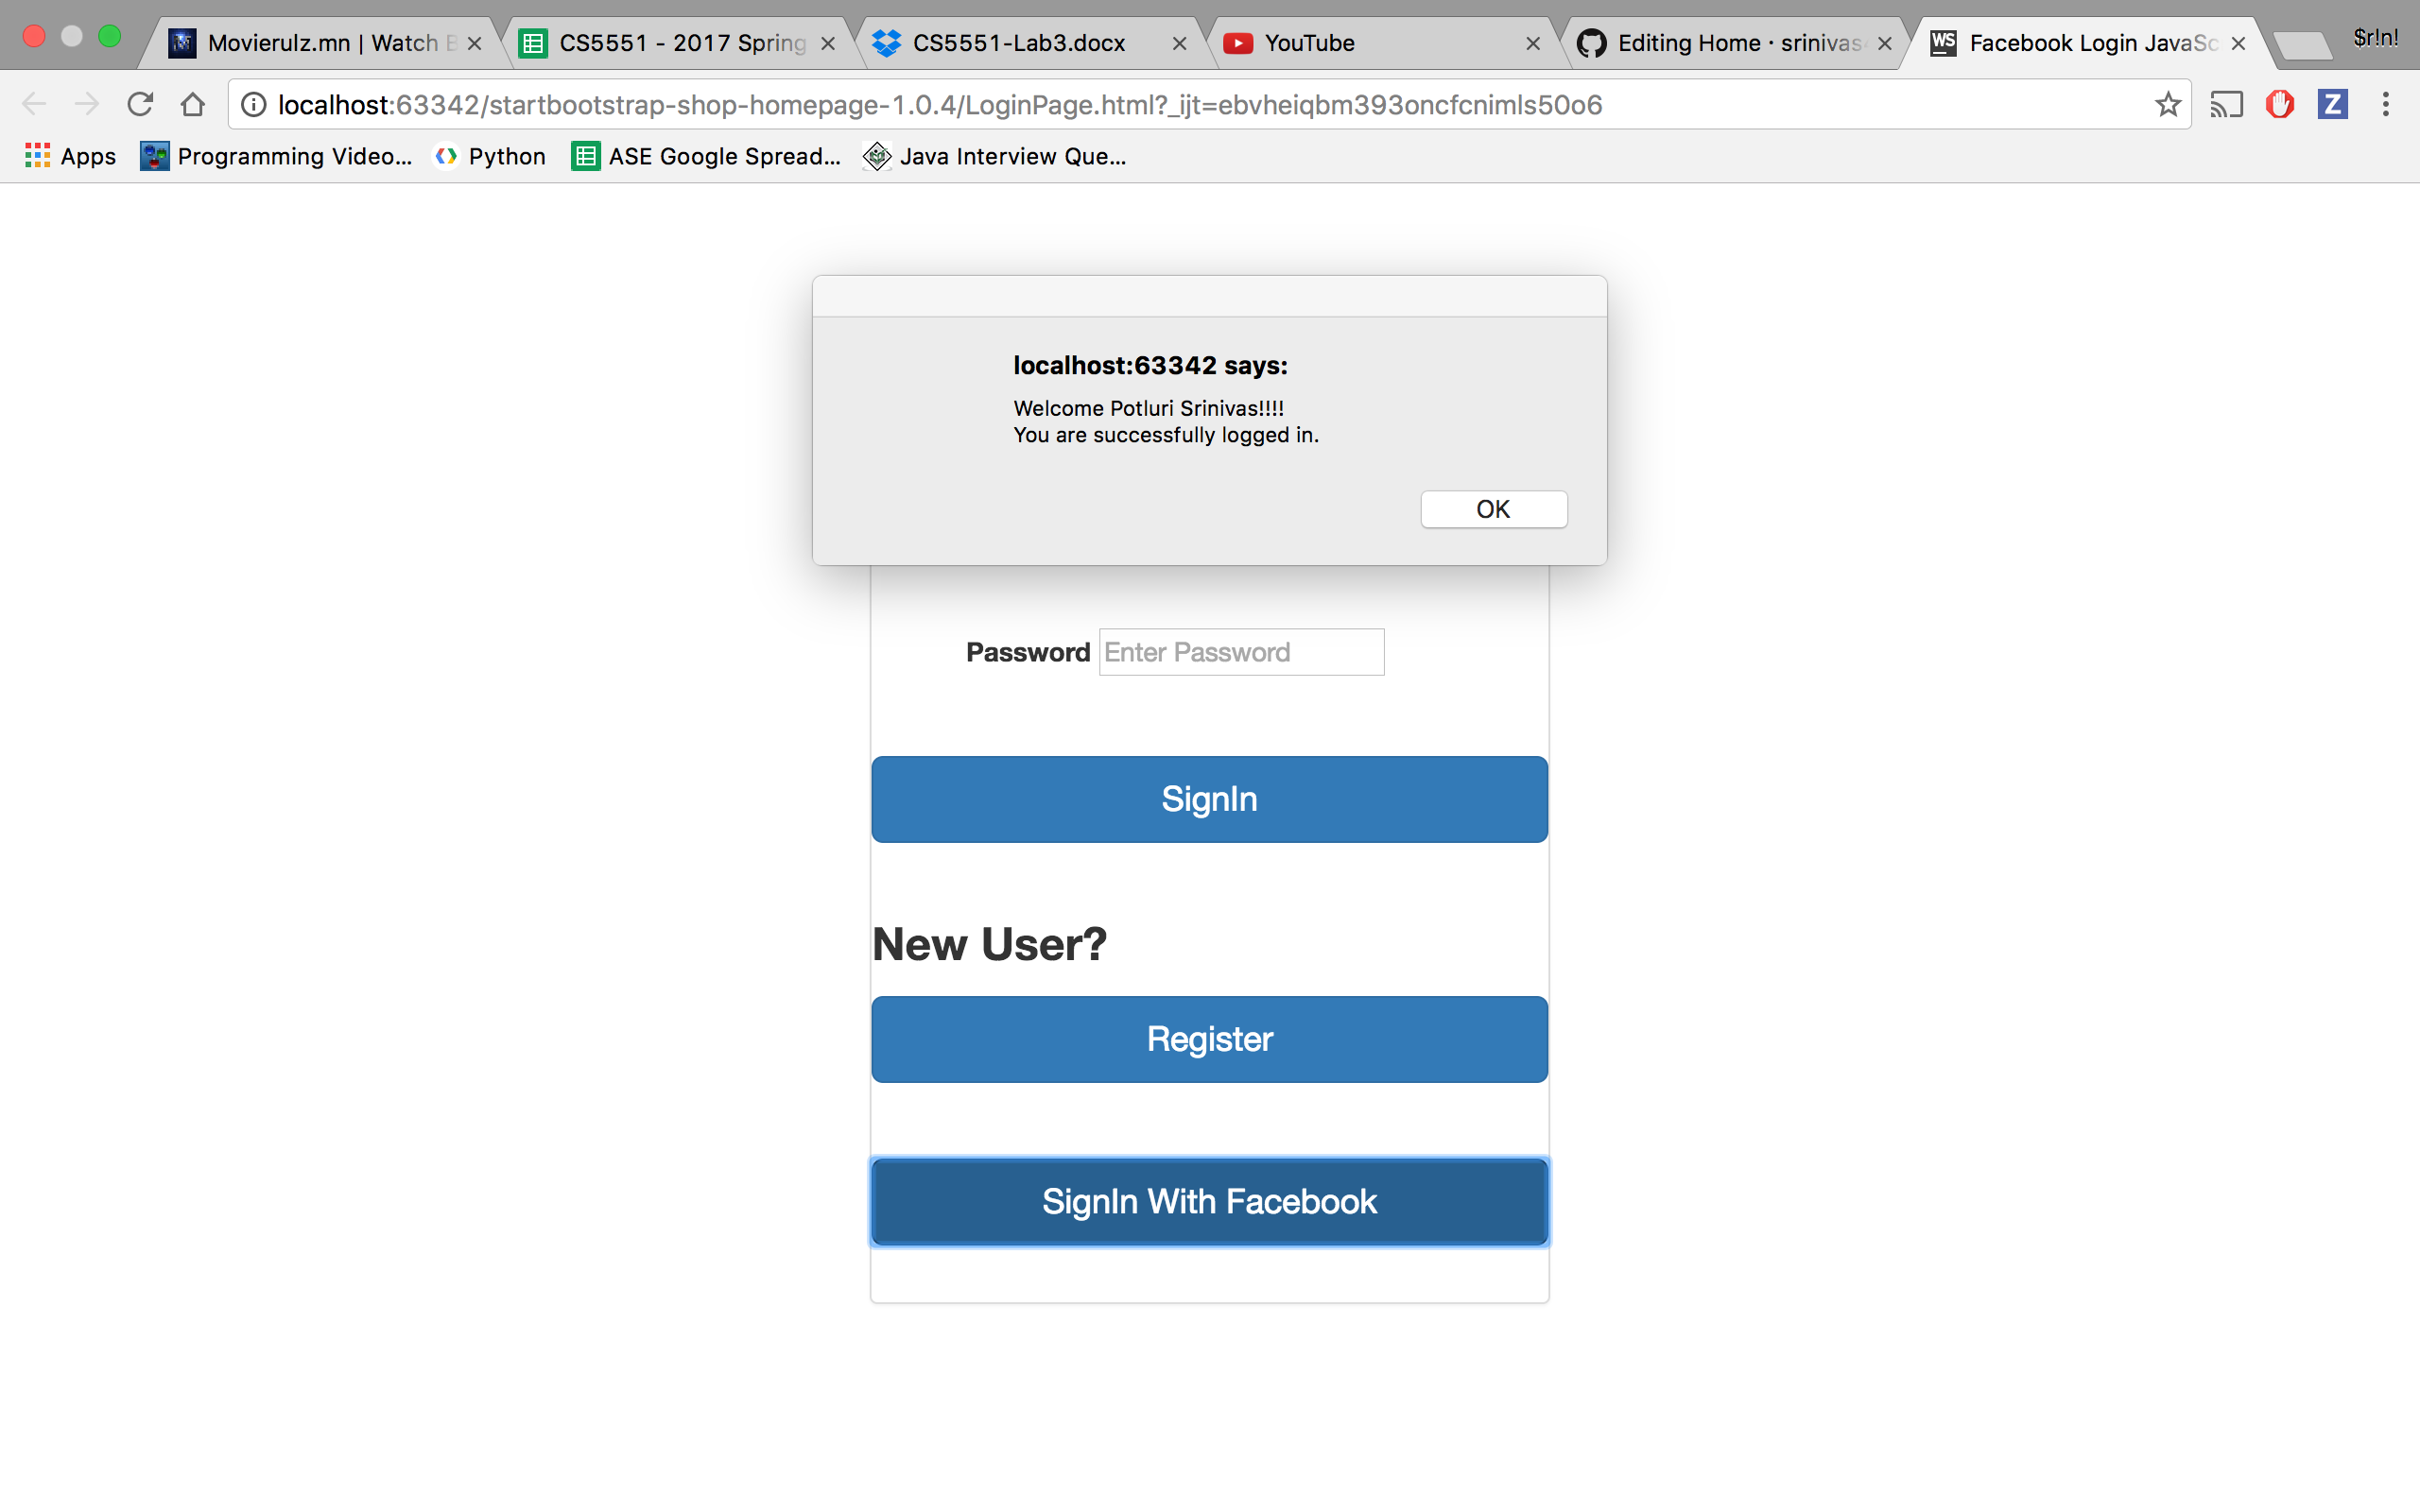 Movierulz.mn | Watch B
CS5551 - 2017 Spring
CS5551-Lab3.docx
YouTube
Editing Home · srinivas
WS
Facebook Login JavaSc
$r!n!
localhost:63342/startbootstrap-shop-homepage-1.0.4/LoginPage.html?_ijt=ebvheiqbm393oncfcnimls50o6
Z
Apps
Programming Video...
Python
ASE Google Spread...
Java Interview Que...
localhost:63342 says:
Welcome Potluri Srinivas!!!!
You are successfully logged in.
OK
Password
Enter Password
SignIn
New User?
Register
SignIn With Facebook